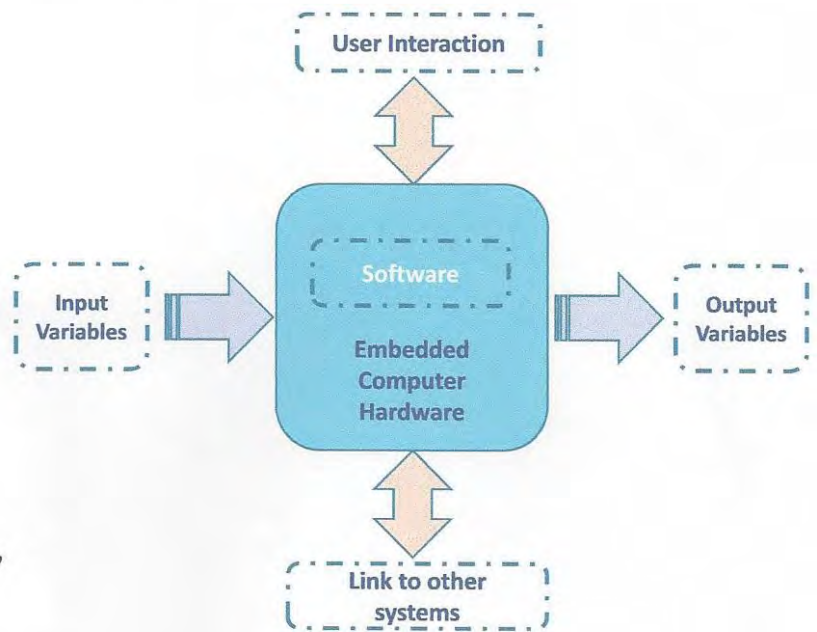 User Interaction
Software
Input
Variables
Embedded
Computer
Hardware
Output
Variables
Link to other
systems